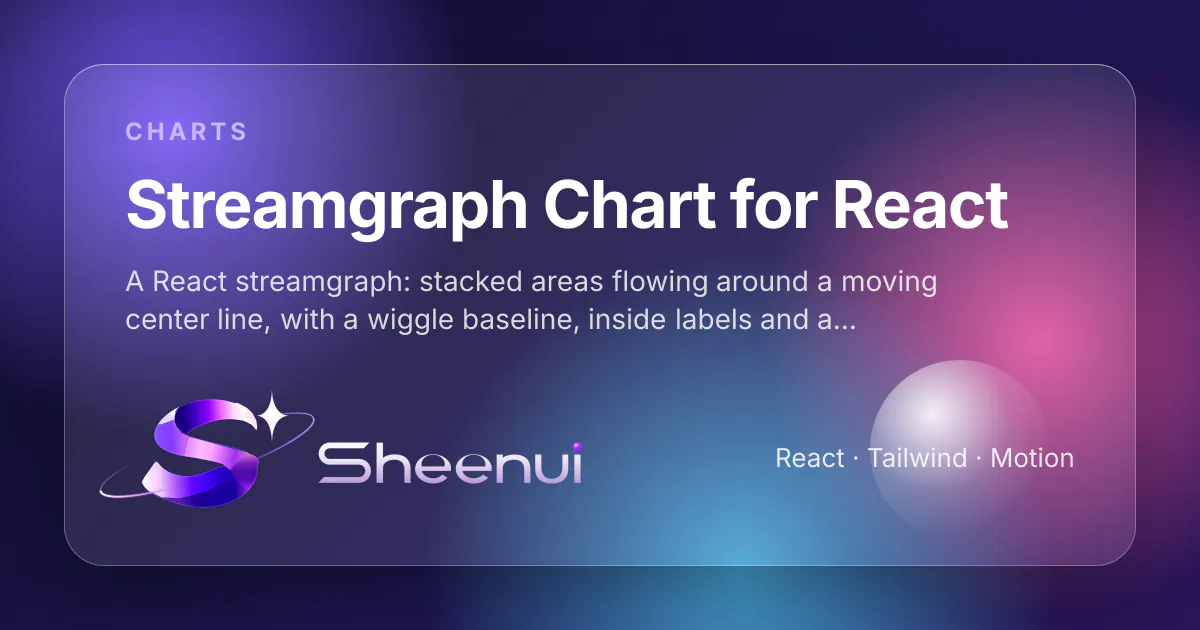 CHARTS
Streamgraph Chart for React
A React streamgraph: stacked areas flowing around a moving
center line, with a wiggle baseline, inside labels and a...
Sheenui
React · Tailwind · Motion